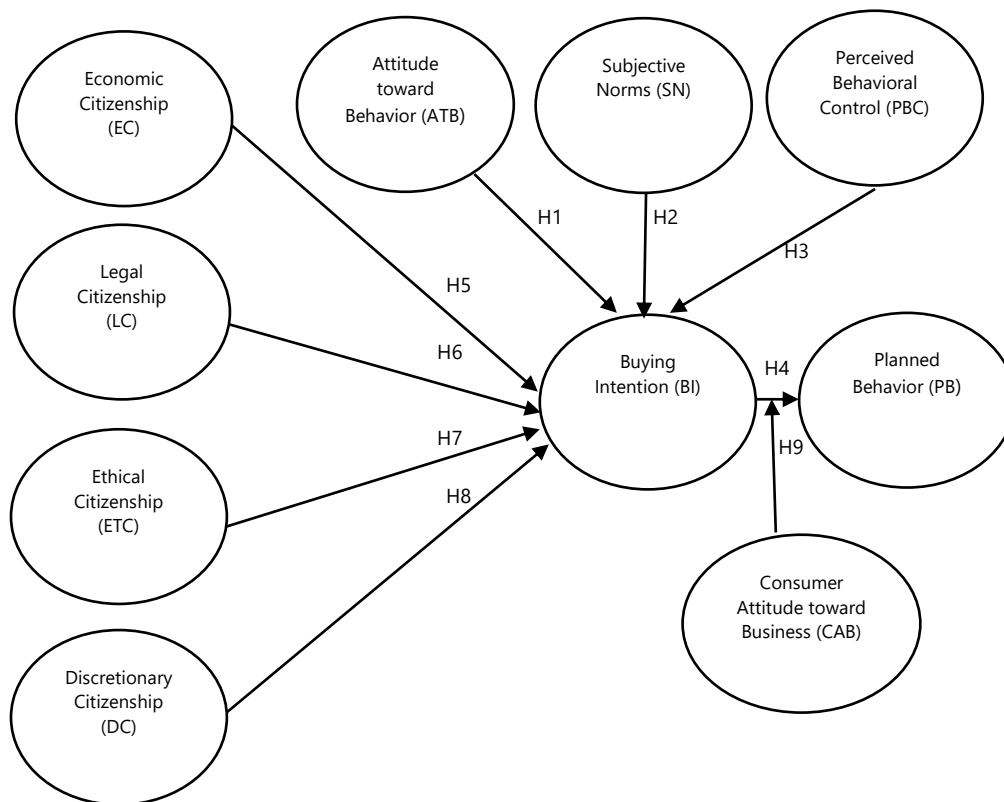 Economic
Citizenship
(EC)
Attitude
toward
Behavior (ATB)
Subjective
Norms (SN)
Perceived
Behavioral
Control (PBC)
H1
H2
H3
Legal
Citizenship
(LC)
H5
H6
Buying
Intention (BI)
H4
Planned
Behavior (PB)
Ethical
Citizenship
(ETC)
H7
H8
H9
Consumer
Attitude toward
Business (CAB)
Discretionary
Citizenship
(DC)